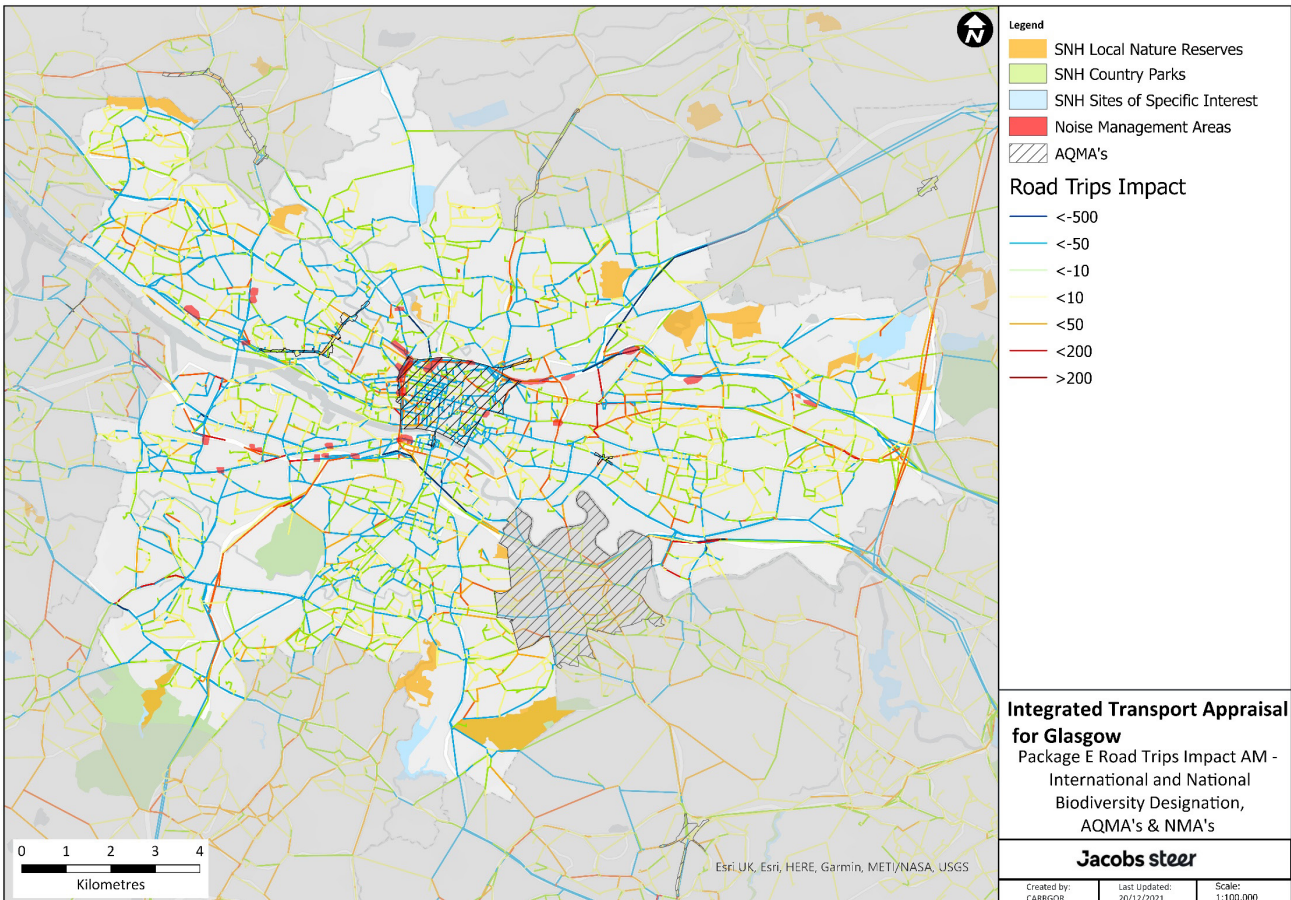 N
Legend
SNH Local Nature Reserves
SNH Country Parks
SNH Sites of Specific Interest
Noise Management Areas
AQMA's
Road Trips Impact
<-500
<-50
<-10
<10
<50
<200
>200
Integrated Transport Appraisal
for Glasgow
Package E Road Trips Impact AM -
International and National
Biodiversity Designation,
AQMA's & NMA's
Jacobs steer
Created by:
CARRGOR
Last Updated:
20/12/2021
Scale:
1:100,000
0 1 2 3 4
Kilometres
Esri UK, Esri, HERE, Garmin, METI/NASA, USGS